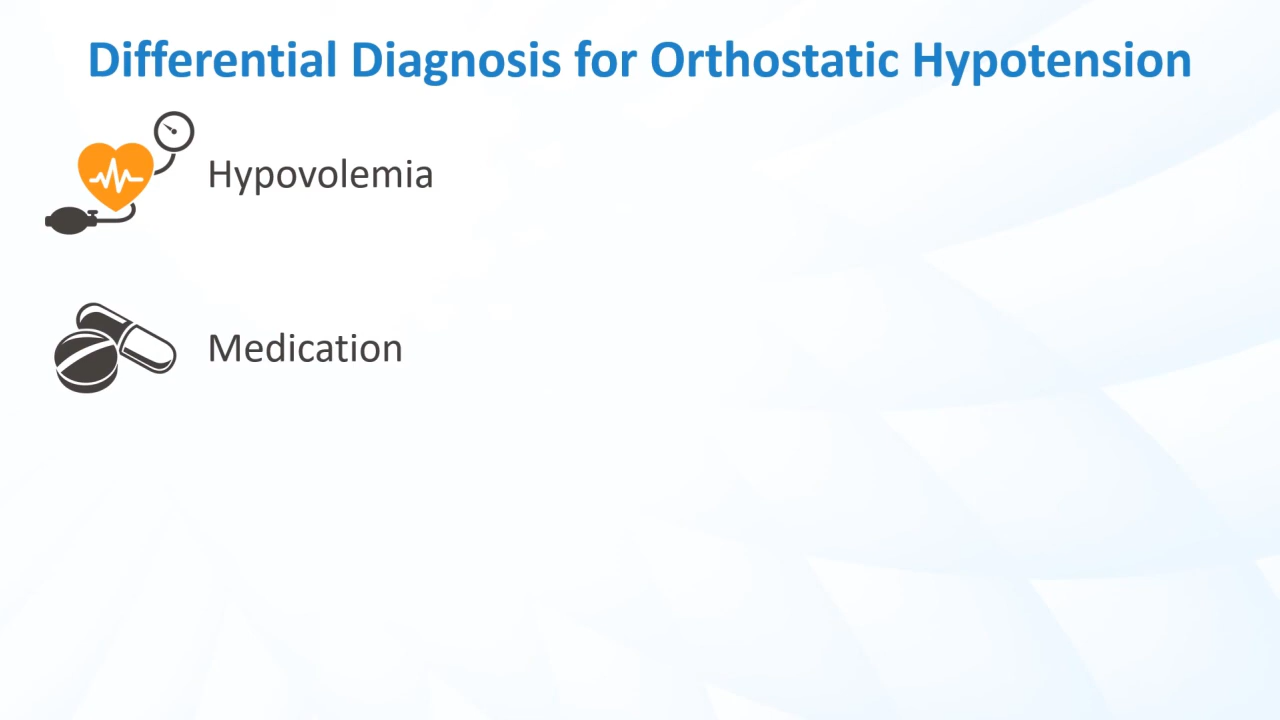 Differential Diagnosis for Orthostatic Hypotension
Hypovolemia
Medication